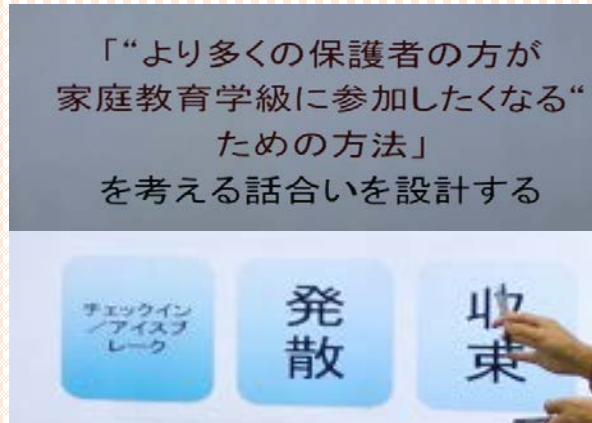 「“より多くの保護者の方が
家庭教育学級に参加したくなる“
ための方法」
を考える話合いを設計する
チェックイン
／アイスブ
レーク
発
散
収
束